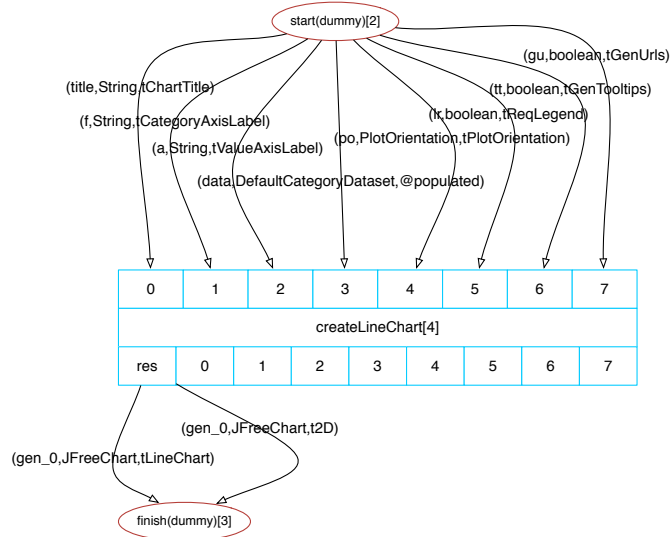 start(dummy)[2]
(gu,boolean,tGenUrls)
(title,String,tChartTitle)
(tt,boolean,tGenTooltips)
(lr,boolean,tReqLegend)
(f,String,tCategoryAxisLabel)
(po,PlotOrientation,tPlotOrientation)
(a,String,tValueAxisLabel)
(data,DefaultCategoryDataset,@populated)
0 1 2 3 4 5 6 7
createLineChart[4]
res 0 1 2 3 4 5 6 7
(gen_0,JFreeChart,t2D)
(gen_0,JFreeChart,tLineChart)
finish(dummy)[3]